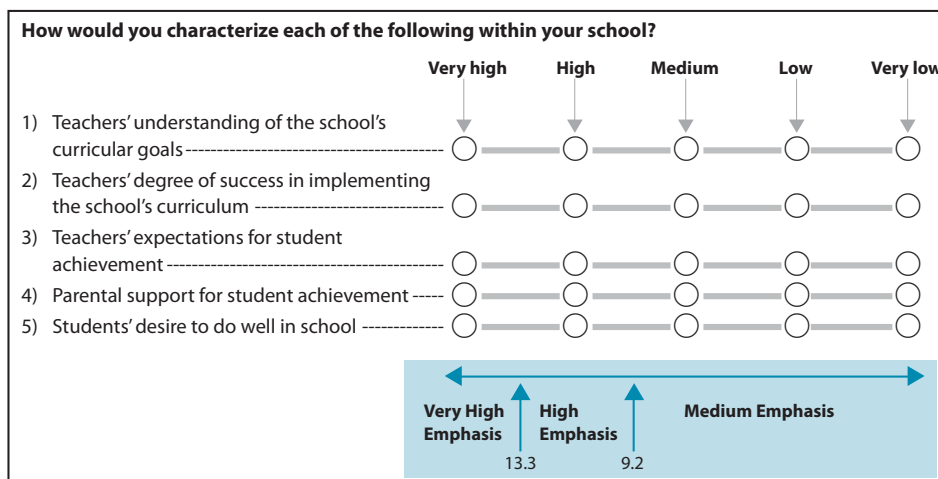 How would you characterize each of the following within your school?
Very high High Medium Low Very low
1) Teachers' understanding of the school's
curricular goals-----------------------------------------
2) Teachers' degree of success in implementing
the school's curriculum ------------------------------
3) Teachers' expectations for student
achievement--------------------------------------------
4) Parental support for student achievement -----
5) Students' desire to do well in school -------------
Very High High Medium Emphasis
Emphasis Emphasis
13.3 9.2